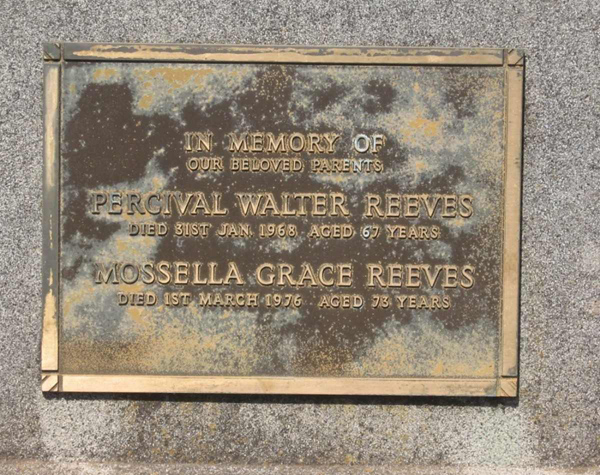 IN MEMORY OF
OUR BELOVED PARENTS
PERCIVAL WALTER REEVES
DIED 31ST JAN. 1968 AGED 67 YEARS
MOSSELLA GRACE REEVES
DIED 1ST MARCH 1976 AGED 73 YEARS